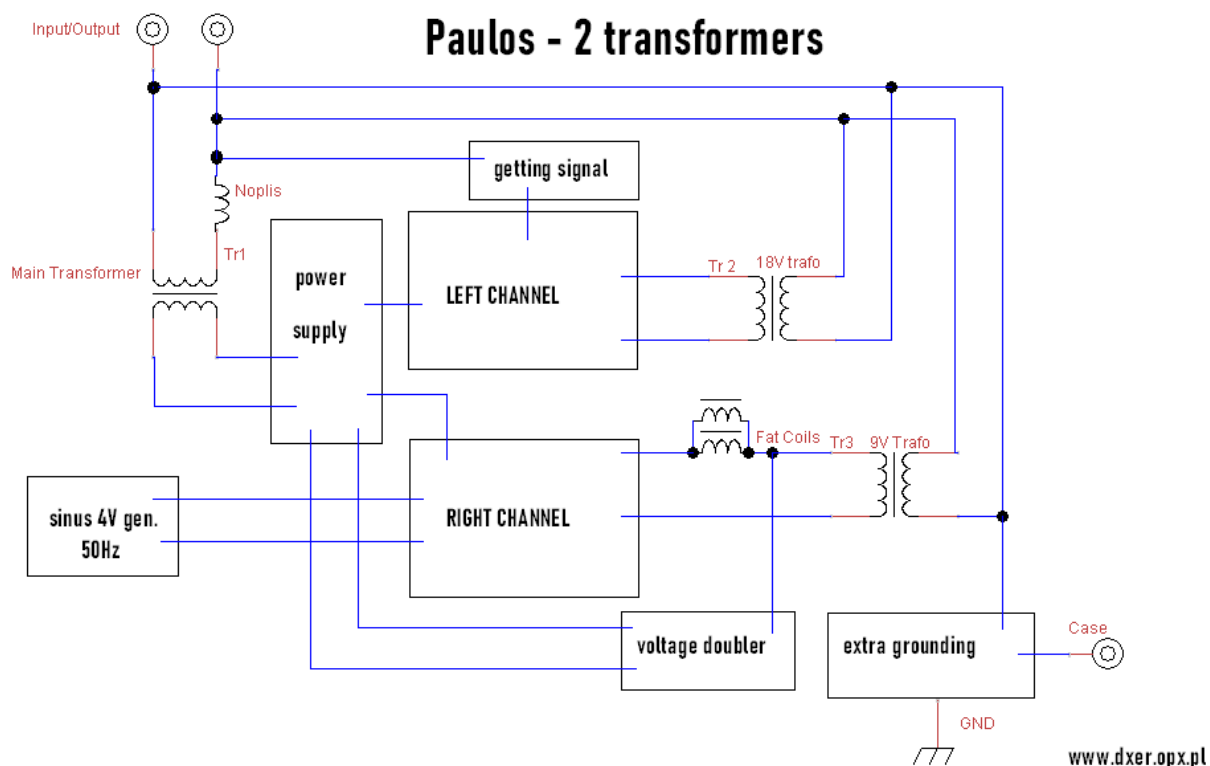 Input/Output
Paulos - 2 transformers
getting signal
Noplis
Tr1
Main Transformer
power
supply
LEFT CHANNEL
Tr 2
18V trafo
Fat Coils
Tr3
9V Trafo
sinus 4V gen.
50Hz
RIGHT CHANNEL
voltage doubler
extra grounding
Case
GND
www.dxer.opx.pl